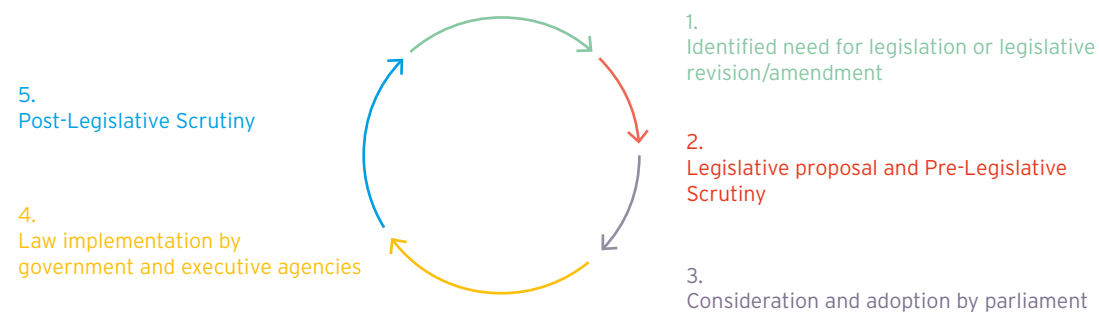 1.
Identified need for legislation or legislative
revision/amendment
2.
Legislative proposal and Pre-Legislative
Scrutiny
3.
Consideration and adoption by parliament
4.
Law implementation by
government and executive agencies
5.
Post-Legislative Scrutiny